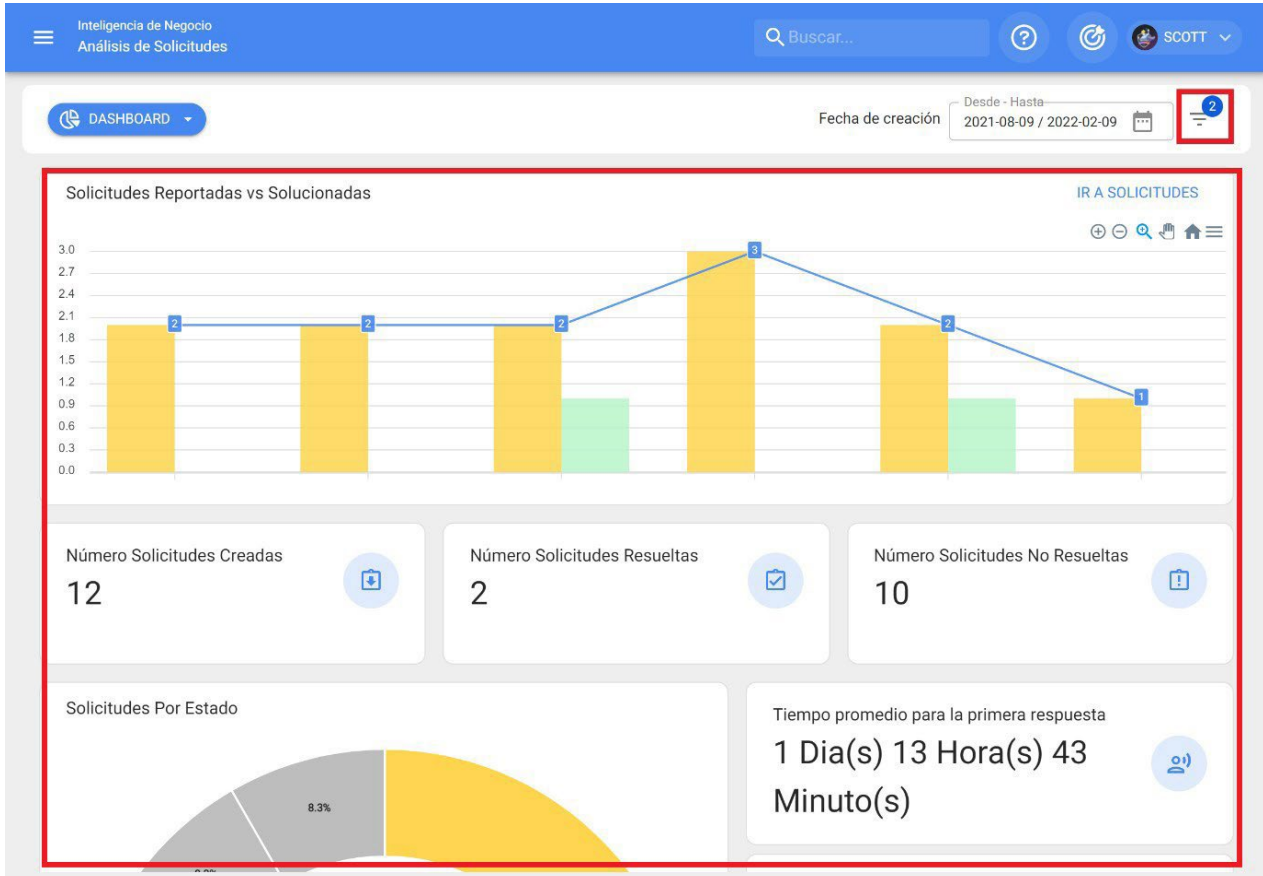 Inteligencia de Negocio
Análisis de Solicitudes
Buscar...
SCOTT
DASHBOARD
Fecha de creación
Desde - Hasta
2021-08-09 / 2022-02-09
2
Solicitudes Reportadas vs Solucionadas
IR A SOLICITUDES
3.0
2.7
2.4
2.1
1.8
1.5
1.2
0.9
0.6
0.3
0.0
2
2
2
3
2
1
Número Solicitudes Creadas
12
Número Solicitudes Resueltas
2
Número Solicitudes No Resueltas
10
Solicitudes Por Estado
8.3%
Tiempo promedio para la primera respuesta
1 Dia(s) 13 Hora(s) 43
Minuto(s)